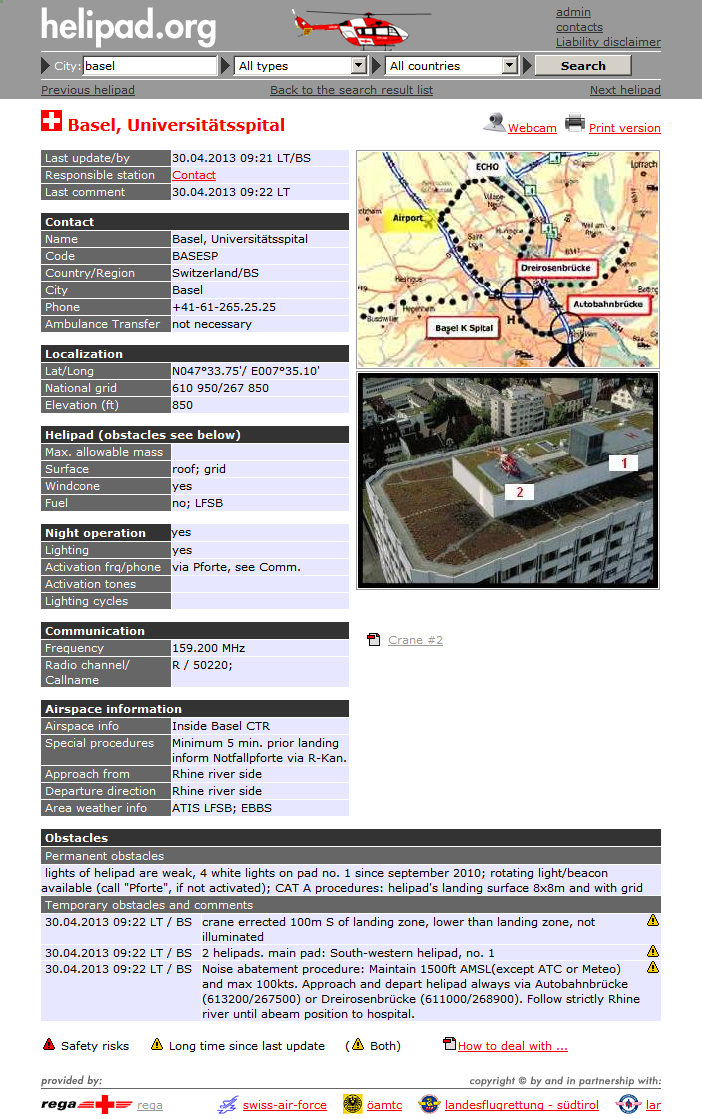 helipad.org
admin
contacts
Liability disclaimer
City: basel All types All countries Search
Previous helipad Back to the search result list Next helipad
Basel, Universitätsspital Webcam Print version
Last update/by 30.04.2013 09:21 LT/BS
Responsible station Contact
Last comment 30.04.2013 09:22 LT
Contact
Name Basel, Universitätsspital
Code BASESP
Country/Region Switzerland/BS
City Basel
Phone +41-61-265.25.25
Ambulance Transfer not necessary
Localization
Lat/Long N047°33.75'/ E007°35.10'
National grid 610 950/267 850
Elevation (ft) 850
Helipad (obstacles see below)
Max. allowable mass
Surface roof; grid
Windcone yes
Fuel no; LFSB
Night operation yes
Lighting yes
Activation frq/phone via Pforte, see Comm.
Activation tones
Lighting cycles
Communication
Frequency 159.200 MHz
Radio channel/ R / 50220;
Callname
Airspace information
Airspace info Inside Basel CTR
Special procedures Minimum 5 min. prior landing
inform Notfallpforte via R-Kan.
Approach from Rhine river side
Departure direction Rhine river side
Area weather info ATIS LFSB; EBBS
ECHO
Lorrach
Airport
Village-
Neuf
Saint-
Louis
Huningue
Weil am
Rhein
Dreirosenbrücke
Hesingue
Autobahnbrücke
Hegenheim
Buschwiller
Basel K Spital
H
1
2
Crane #2
Obstacles
Permanent obstacles
lights of helipad are weak, 4 white lights on pad no. 1 since september 2010; rotating light/beacon
available (call "Pforte", if not activated); CAT A procedures: helipad's landing surface 8x8m and with grid
Temporary obstacles and comments
30.04.2013 09:22 LT / BS crane errected 100m S of landing zone, lower than landing zone, not
illuminated
30.04.2013 09:22 LT / BS 2 helipads. main pad: South-western helipad, no. 1
30.04.2013 09:22 LT / BS Noise abatement procedure: Maintain 1500ft AMSL(except ATC or Meteo)
and max 100kts. Approach and depart helipad always via Autobahnbrücke
(613200/267500) or Dreirosenbrücke (611000/268900). Follow strictly Rhine
river until abeam position to hospital.
Safety risks Long time since last update ( Both) How to deal with ...
provided by: copyright © by and in partnership with:
rega rega swiss-air-force öamtc landesflugrettung - südtirol lar